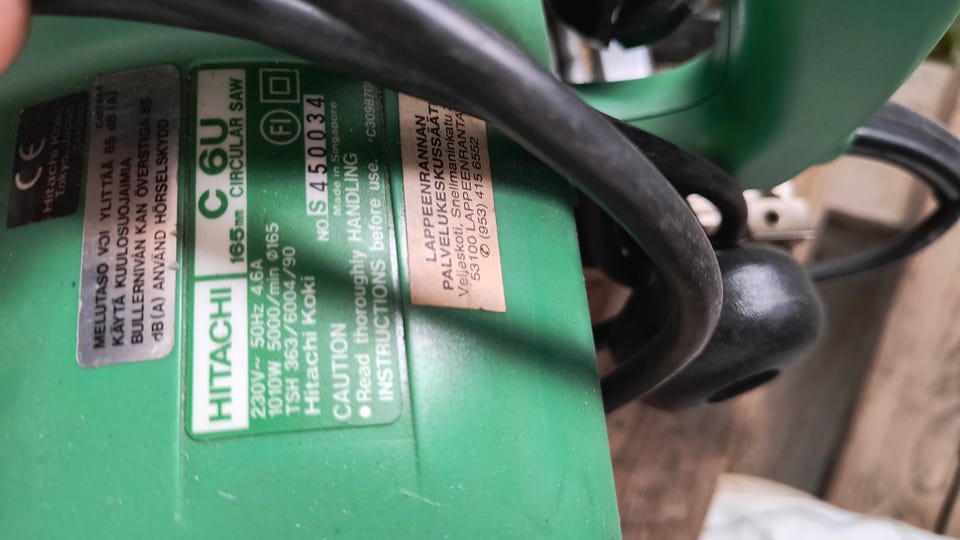 CE
Hitachi Koki
Tokyo, Japan
MELUTASO VOI YLITTÄÄ 85 dB(A)
KÄYTÄ KUULOSUOJAIMIA
BULLERNIVÅN KAN ÖVERSTIGA 85
dB(A) ANVÄND HÖRSELSKYDD
HITACHI C 6U
165mm CIRCULAR SAW
230V~ 50Hz 4.6A
1010W 5000/min ø165
TSH 363/6004/90
FI
Hitachi Koki
NO S 450034
Made in Singapore
CAUTION
● Read thoroughly HANDLING
INSTRUCTIONS before use.
C309870
LAPPEENRANNAN
PALVELUKESKUSSÄÄT
Veljeskoti, Snellmaninkatu
53100 LAPPEENRANTA
✆ (953) 415 6552